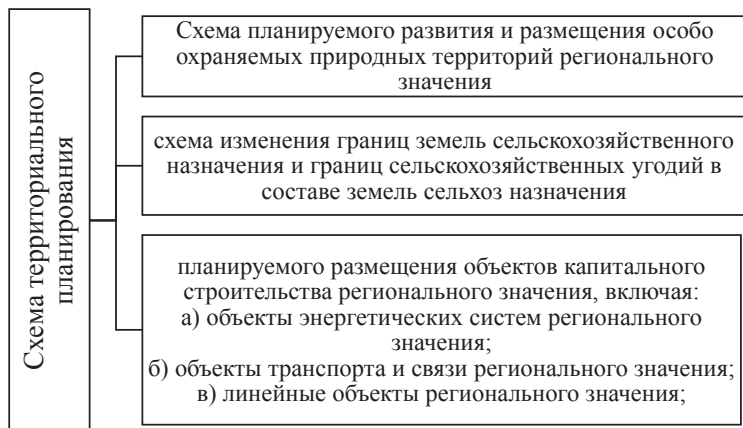 Схема территориального
планирования
Схема планируемого развития и размещения особо
охраняемых природных территорий регионального
значения
схема изменения границ земель сельскохозяйственного
назначения и границ сельскохозяйственных угодий в
составе земель сельхоз назначения
планируемого размещения объектов капитального
строительства регионального значения, включая:
а) объекты энергетических систем регионального
значения;
б) объекты транспорта и связи регионального значения;
в) линейные объекты регионального значения;